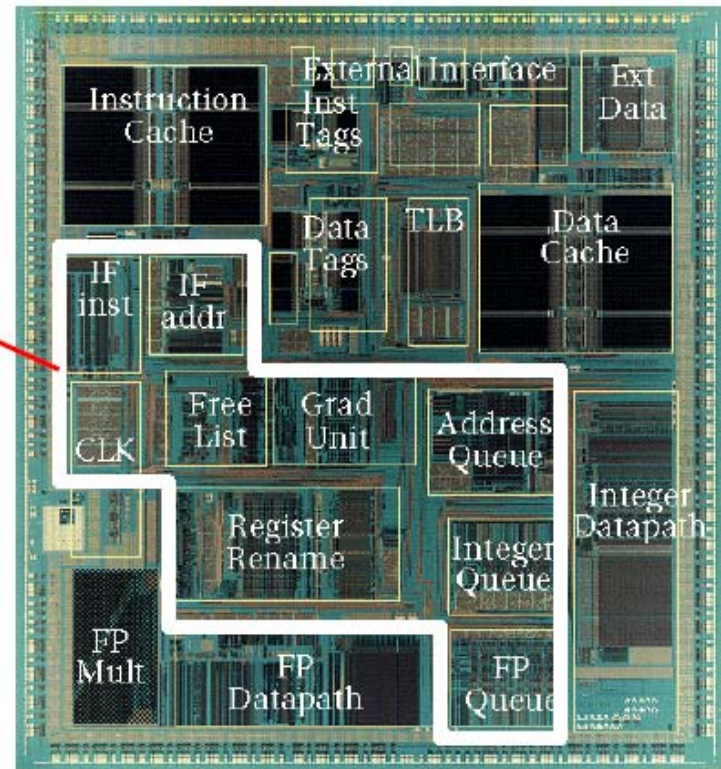 External Interface
Ext
Data
Instruction
Cache
Inst
Tags
Data
Tags
TLB
Data
Cache
IF
inst
IF
addr
CLK
Free
List
Grad
Unit
Address
Queue
Integer
Datapath
Register
Rename
Integer
Queue
FP
Mult
FP
Datapath
FP
Queue